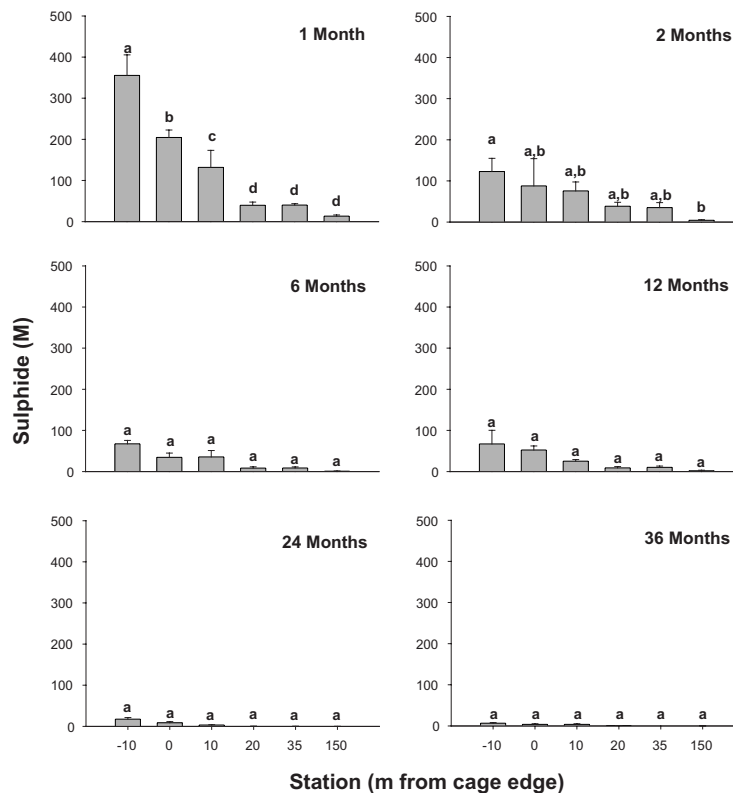 500
400
300
200
100
0
1 Month
a
b
c
d
d
d
500
400
300
200
100
0
2 Months
a
a,b
a,b
a,b
a,b
b
500
400
300
200
100
0
6 Months
a
a
a
a
a
a
500
400
300
200
100
0
12 Months
a
a
a
a
a
a
500
400
300
200
100
0
24 Months
a
a
a
a
a
a
-10 0 10 20 35 150
500
400
300
200
100
0
36 Months
a
a
a
a
a
a
-10 0 10 20 35 150
Sulphide (M)
Station (m from cage edge)